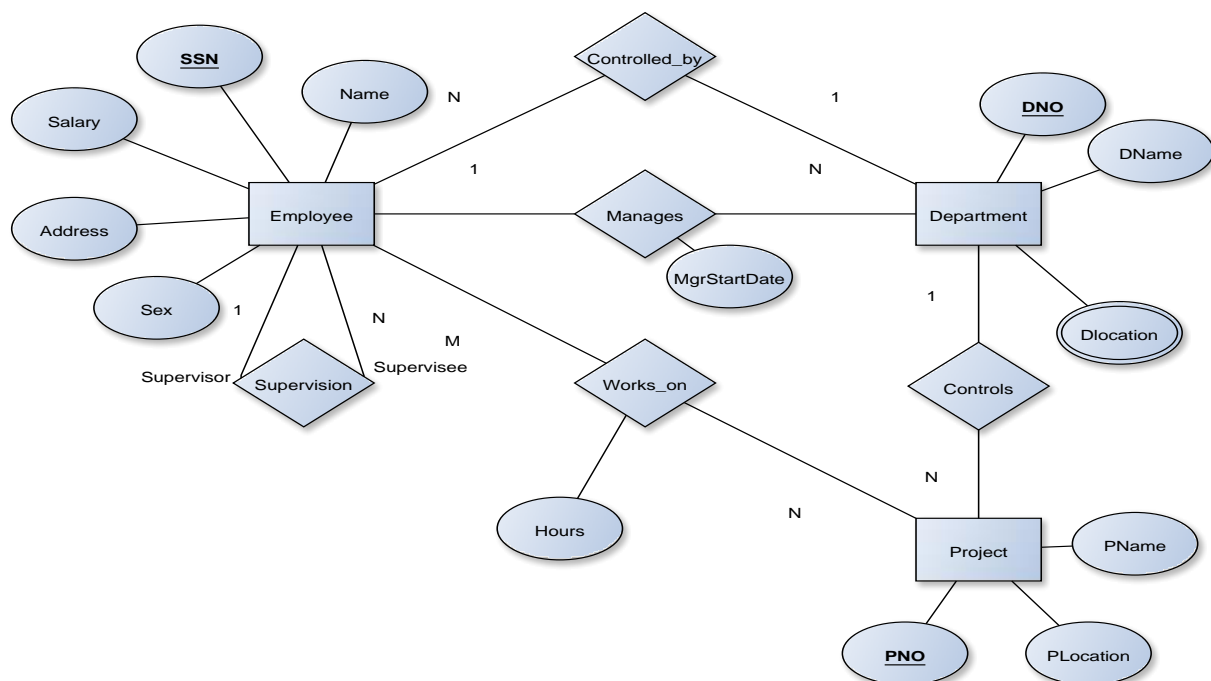 Controlled_by
SSN
Name
N
1
DNO
Salary
DName
1
N
Employee
Manages
Department
Address
MgrStartDate
Sex
1
N
1
Dlocation
M
Supervisor
Supervision
Supervisee
Works_on
Controls
N
Hours
N
Project
PName
PNO
PLocation